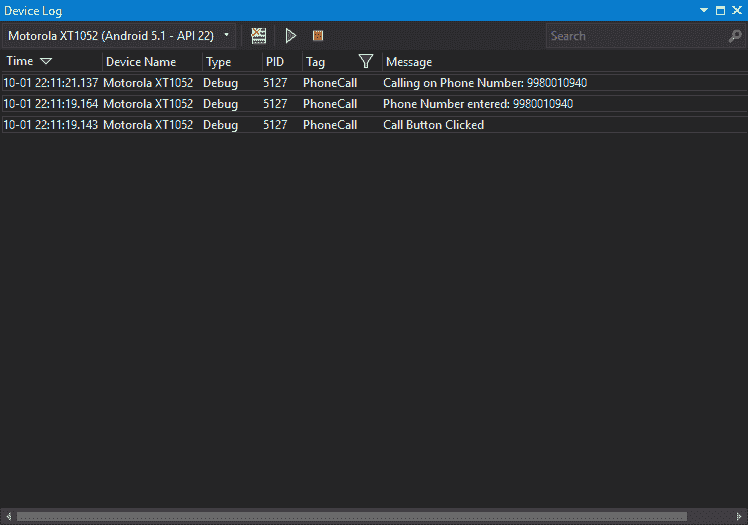 Device Log
Motorola XT1052 (Android 5.1 - API 22)
Search
Time Device Name Type PID Tag Message
10-01 22:11:21.137 Motorola XT1052 Debug 5127 PhoneCall Calling on Phone Number: 9980010940
10-01 22:11:19.164 Motorola XT1052 Debug 5127 PhoneCall Phone Number entered: 9980010940
10-01 22:11:19.143 Motorola XT1052 Debug 5127 PhoneCall Call Button Clicked